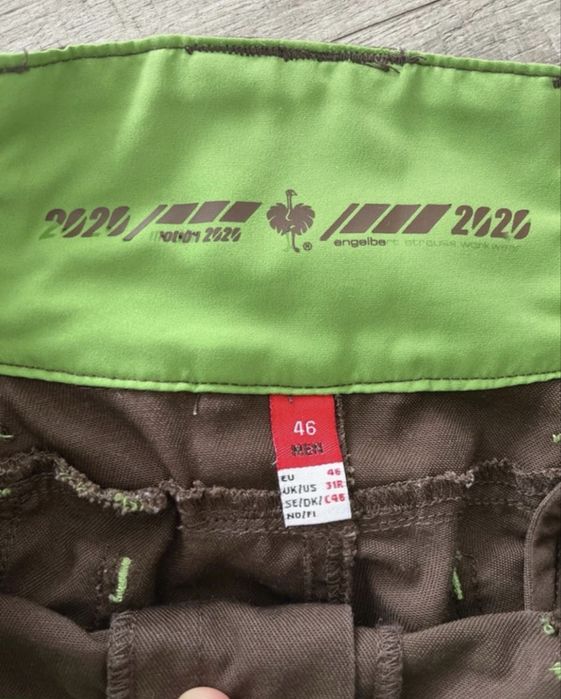 2020 2020
motion 2020 ® engelbert strauss workwear
46
MEN
EU 46
UK/US 31R
SE/DK/ C46
NO/FI